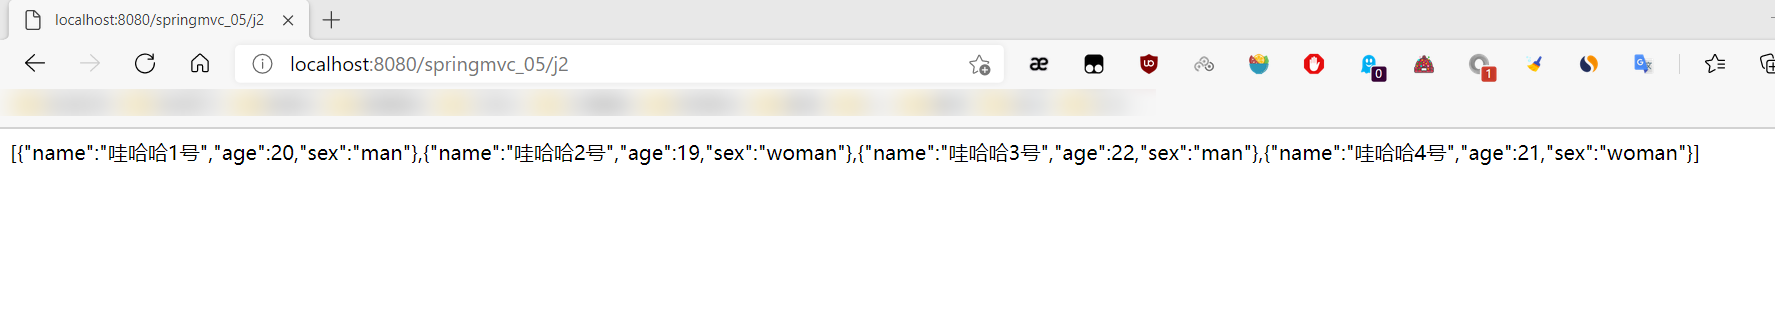 localhost:8080/springmvc_05/j2
localhost:8080/springmvc_05/j2
æ
UD
0
1
[{"name":"哇哈哈1号","age":20,"sex":"man"},{"name":"哇哈哈2号","age":19,"sex":"woman"},{"name":"哇哈哈3号","age":22,"sex":"man"},{"name":"哇哈哈4号","age":21,"sex":"woman"}]